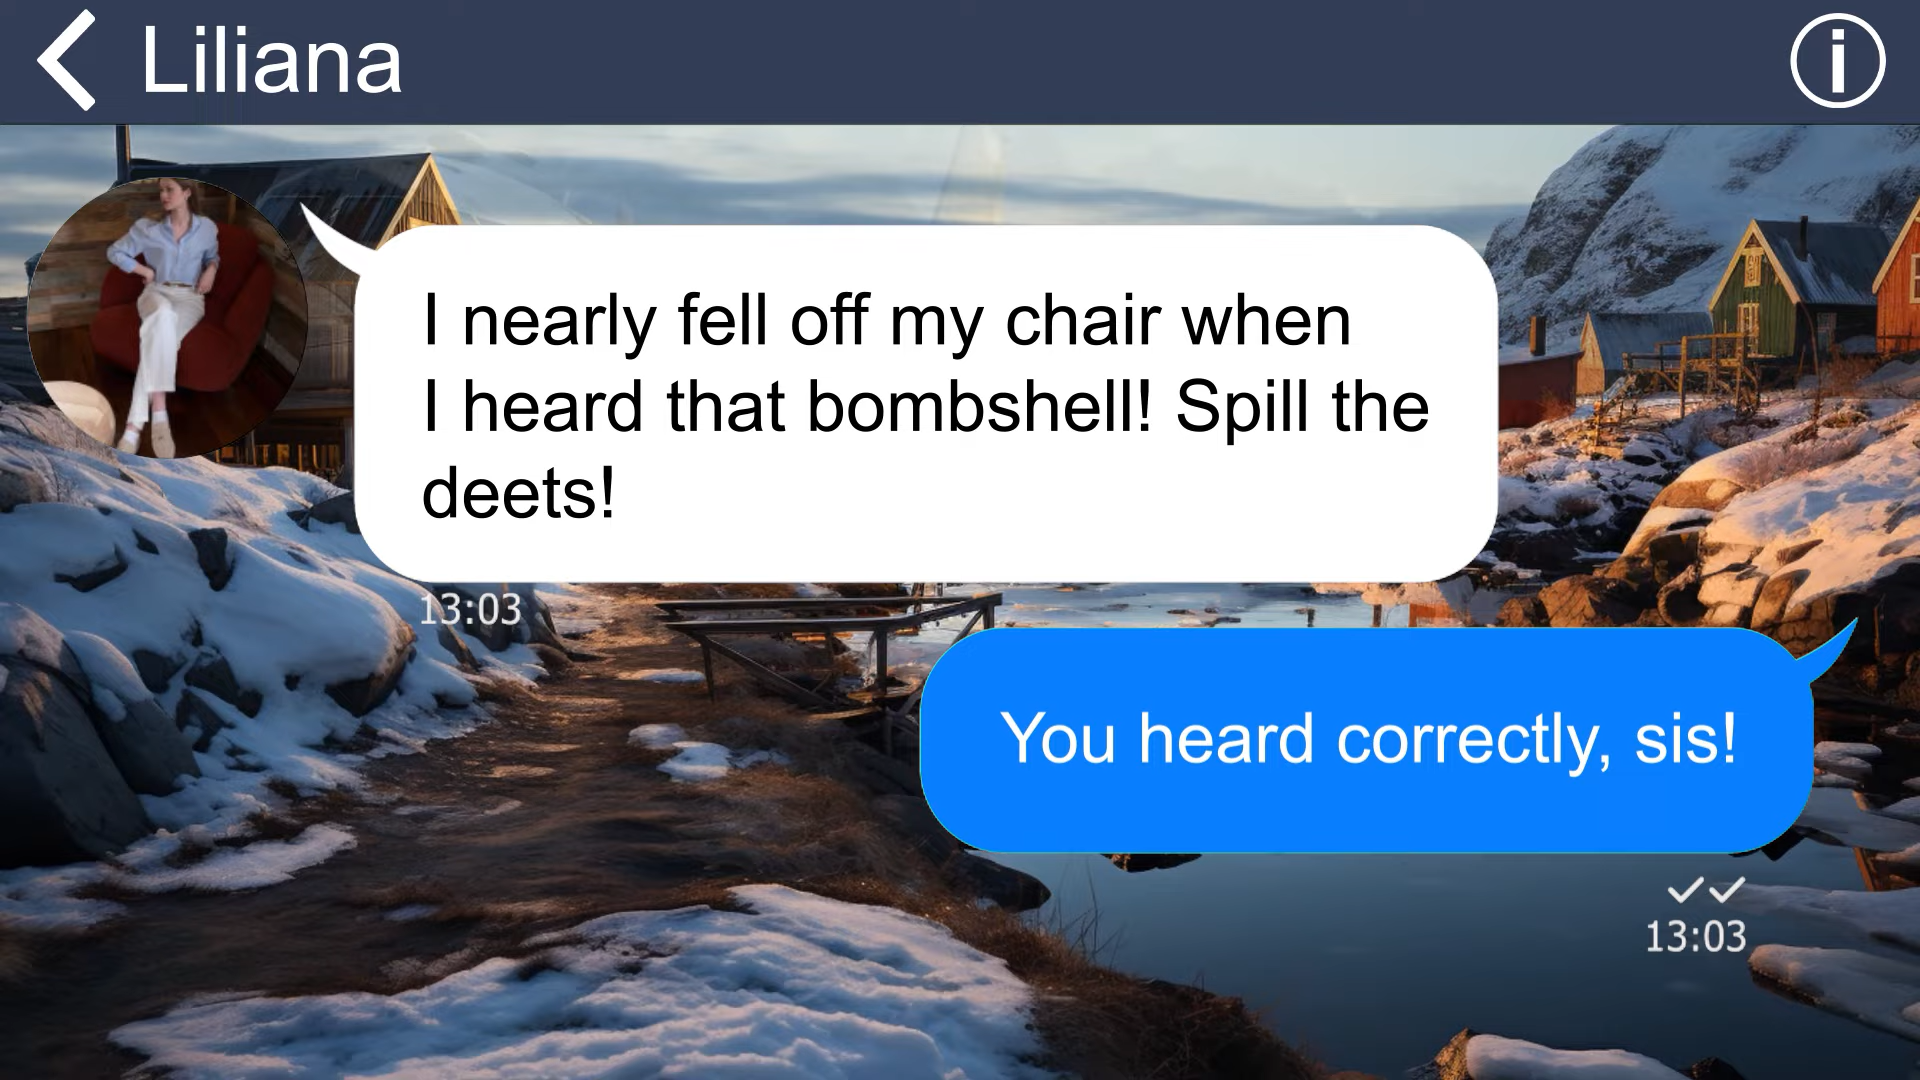 Liliana
I nearly fell off my chair when
I heard that bombshell! Spill the
deets!
13:03
You heard correctly, sis!
13:03